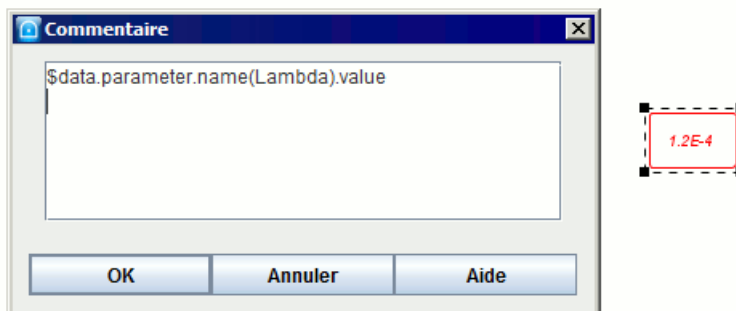 Commentaire
$data.parameter.name(Lambda).value
1.2E-4
OK
Annuler
Aide